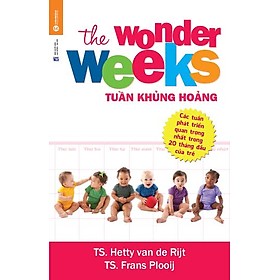 the wonder
weeks
TUẦN KHỦNG HOẢNG
Các tuần
phát triển
quan trọng
nhất trong
20 tháng đầu
của trẻ
TS. Hetty van de Rijt
TS. Frans Plooij